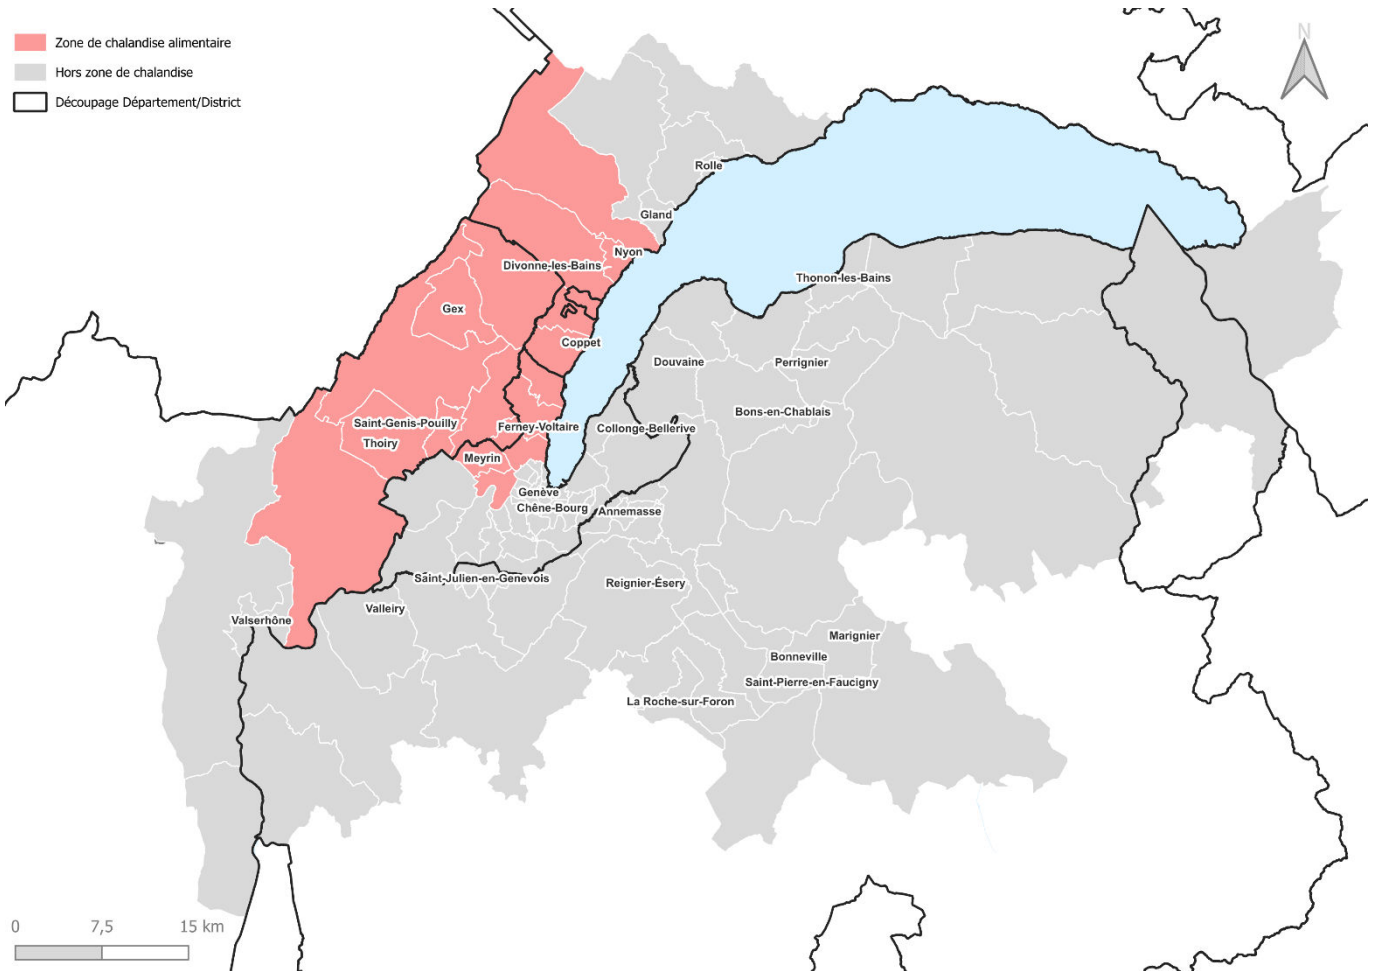 Zone de chalandise alimentaire
Hors zone de chalandise
Découpage Département/District
N
Rolle
Gland
Nyon
Divonne-les-Bains
Thonon-les-Bains
Gex
Coppet
Douvaine
Perrignier
Bons-en-Chablais
Saint-Genis-Pouilly
Ferney-Voltaire
Collonge-Bellerive
Thoiry
Meyrin
Genève
Chêne-Bourg
Annemasse
Saint-Julien-en-Genevois
Reignier-Ésery
Valleiry
Valserhône
Marignier
Bonneville
Saint-Pierre-en-Faucigny
La Roche-sur-Foron
0 7,5 15 km